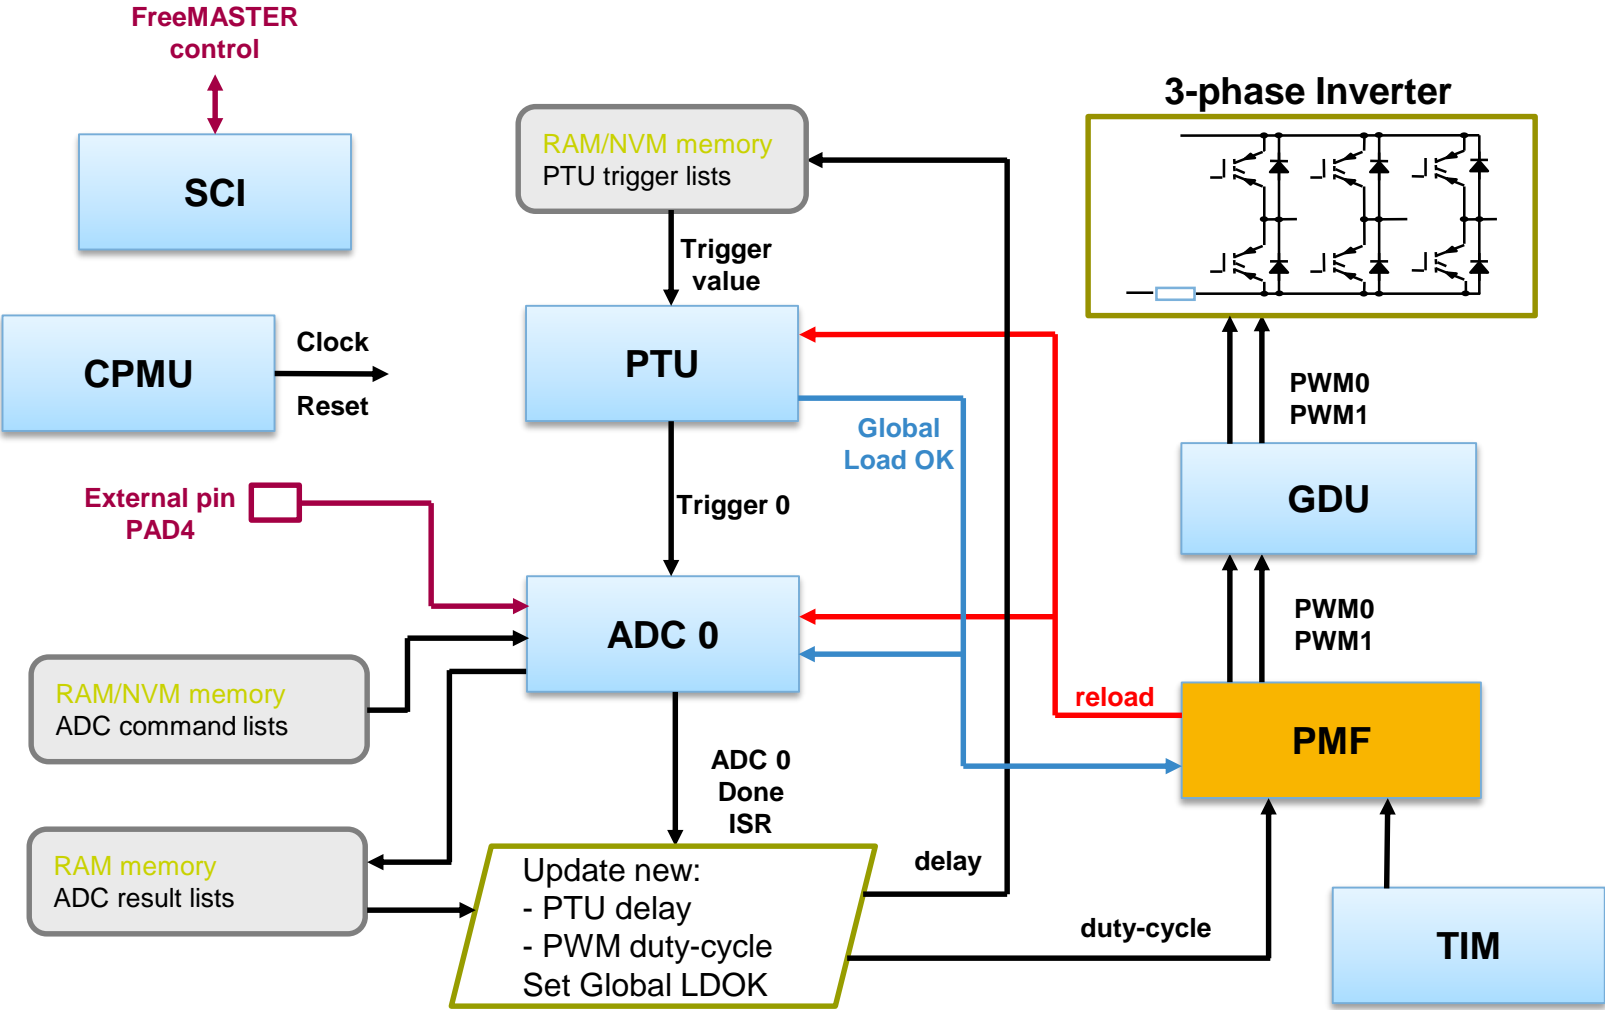 FreeMASTER
control
SCI
CPMU
Clock
Reset
External pin
PAD4
RAM/NVM memory
PTU trigger lists
Trigger
value
PTU
Global
Load OK
Trigger 0
ADC 0
RAM/NVM memory
ADC command lists
RAM memory
ADC result lists
ADC 0
Done
ISR
Update new:
- PTU delay
- PWM duty-cycle
Set Global LDOK
delay
duty-cycle
reload
3-phase Inverter
PWM0
PWM1
GDU
PWM0
PWM1
PMF
TIM